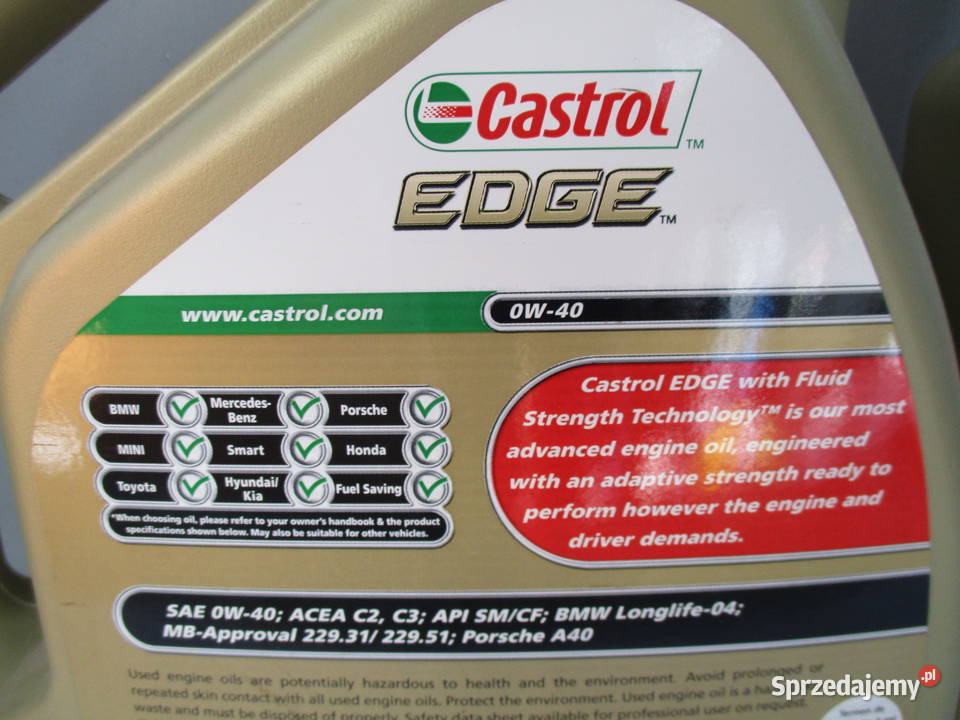 Castrol™
EDGE™
www.castrol.com
0W-40
BMW
Mercedes-
Benz
Porsche
MINI
Smart
Honda
Toyota
Hyundai/
Kia
Fuel Saving
*When choosing oil, please refer to your owner's handbook & the product
specifications shown below. May also be suitable for other vehicles.
Castrol EDGE with Fluid
Strength Technology™ is our most
advanced engine oil, engineered
with an adaptive strength ready to
perform however the engine and
driver demands.
SAE 0W-40; ACEA C2, C3; API SM/CF; BMW Longlife-04;
MB-Approval 229.31/ 229.51; Porsche A40
Used engine oils are potentially hazardous to health and the environment. Avoid prolonged or
repeated skin contact with all used engine oils. Protect the environment. Used engine oil is a
waste and must be disposed of properly. Safety data sheet available for professional user on request.
Sprzedajemy.pl